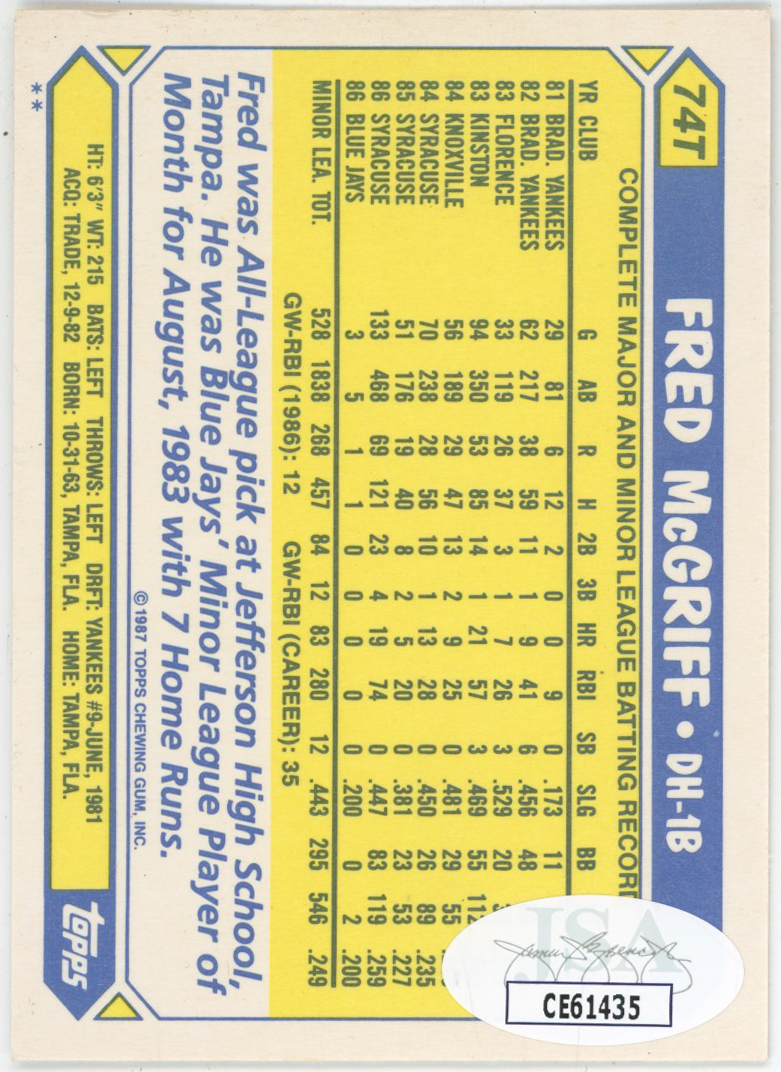 74T FRED McGRIFF • DH-1B
COMPLETE MAJOR AND MINOR LEAGUE BATTING RECORD
YR CLUB G AB R H 2B 3B HR RBI SB SLG BB
81 BRAD. YANKEES 29 81 6 12 2 0 0 9 0 .173 11
82 BRAD. YANKEES 62 217 38 59 11 1 9 41 6 .456 48
83 FLORENCE 33 119 26 37 3 1 7 26 3 .529 20
83 KINSTON 94 350 53 85 14 1 21 57 3 .469 55
84 KNOXVILLE 56 189 29 47 13 2 9 25 0 .481 29 55
84 SYRACUSE 70 238 28 56 10 1 13 28 0 .450 26 89 .235
85 SYRACUSE 51 176 19 40 8 2 5 20 0 .381 23 53 .227
86 SYRACUSE 133 468 69 121 23 4 19 74 0 .447 83 119 .259
86 BLUE JAYS 3 5 1 1 0 0 0 0 0 .200 0 2 .200
MINOR LEA. TOT. 528 1838 268 457 84 12 83 280 12 .443 295 546 .249
GW-RBI (1986): 12 GW-RBI (CAREER): 35
Fred was All-League pick at Jefferson High School,
Tampa. He was Blue Jays' Minor League Player of
Month for August, 1983 with 7 Home Runs.
© 1987 TOPPS CHEWING GUM, INC.
HT: 6'3" WT: 215 BATS: LEFT THROWS: LEFT DRFT: YANKEES #9-JUNE, 1981
ACQ: TRADE, 12-9-82 BORN: 10-31-63, TAMPA, FLA. HOME: TAMPA, FLA.
topps
**
JSA
CE61435